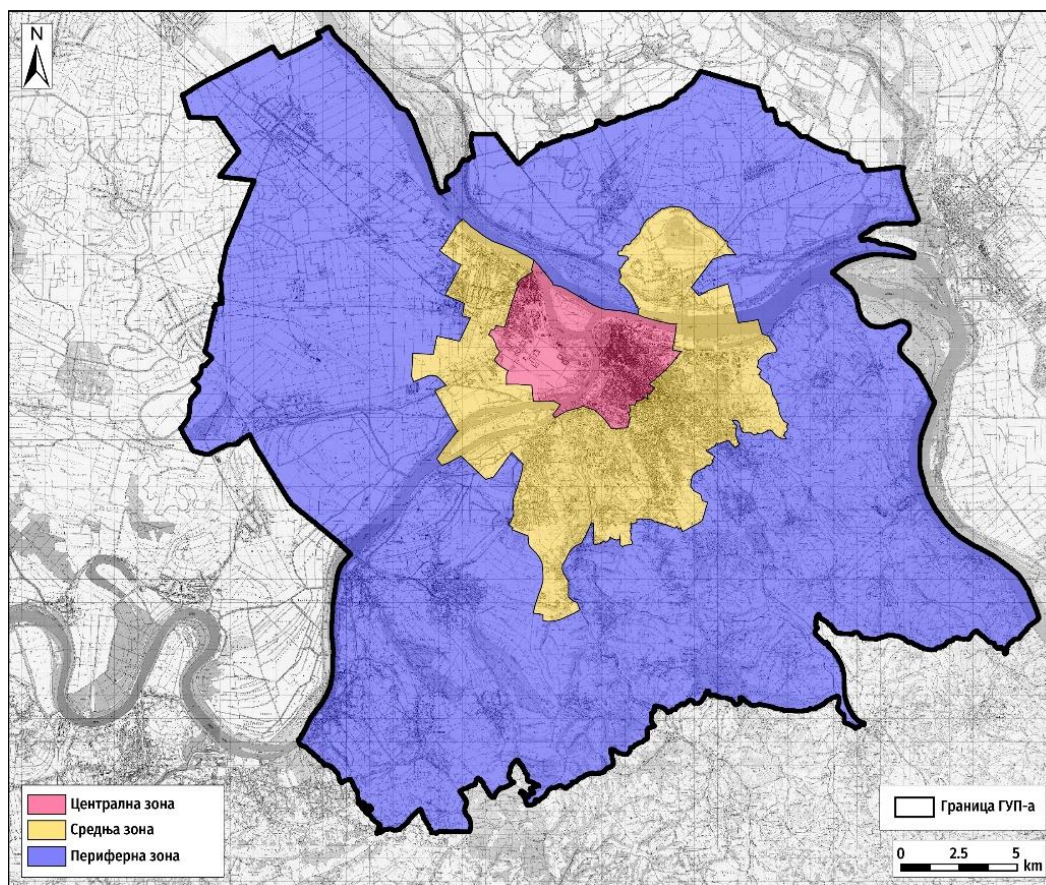 N
Централна зона
Средња зона
Периферна зона
Граница ГУП-а
0 2.5 5
km